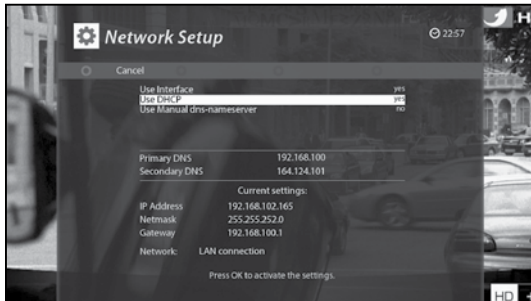 Network Setup
22:57
Cancel
Use Interface yes
Use DHCP yes
Use Manual dns-nameserver no
Primary DNS 192.168.100
Secondary DNS 164.124.101
Current settings:
IP Address 192.168.102.165
Netmask 255.255.252.0
Gateway 192.168.100.1
Network: LAN connection
Press OK to activate the settings.
HD